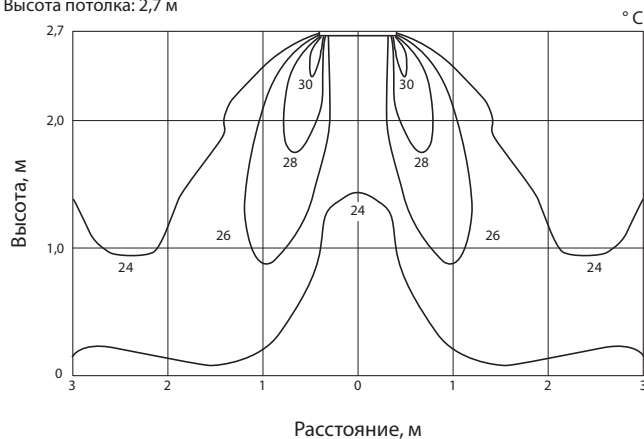 Высота потолка: 2,7 м
° C
2,7
30 30
2,0
28 28
24
26 26
1,0
24 24
0
3 2 1 0 1 2 3
Высота, м
Расстояние, м